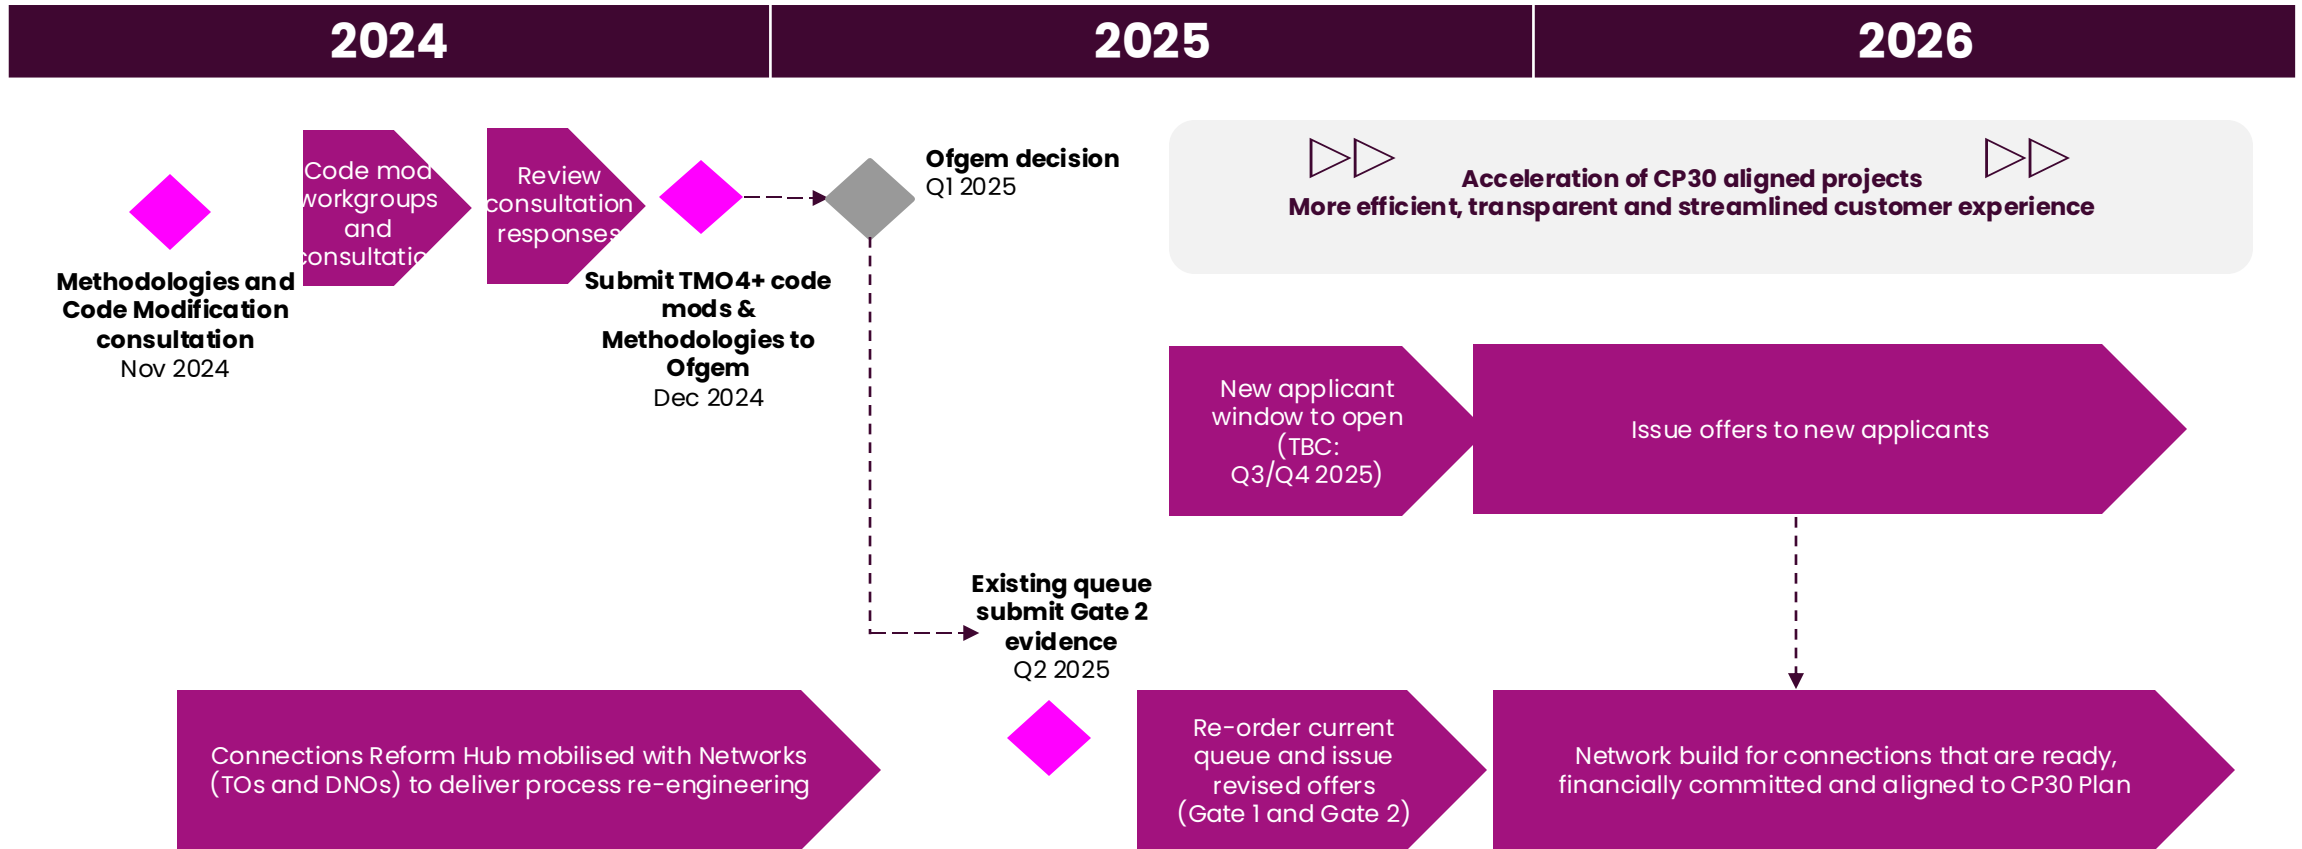 2024
2025
2026
Methodologies and
Code Modification
consultation
Nov 2024
Code mod
workgroups
and
consultatio
Review
consultation
responses
Submit TMO4+ code
mods &
Methodologies to
Ofgem
Dec 2024
Ofgem decision
Q1 2025
Acceleration of CP30 aligned projects
More efficient, transparent and streamlined customer experience
New applicant
window to open
(TBC:
Q3/Q4 2025)
Issue offers to new applicants
Existing queue
submit Gate 2
evidence
Q2 2025
Connections Reform Hub mobilised with Networks
(TOs and DNOs) to deliver process re-engineering
Re-order current
queue and issue
revised offers
(Gate 1 and Gate 2)
Network build for connections that are ready,
financially committed and aligned to CP30 Plan